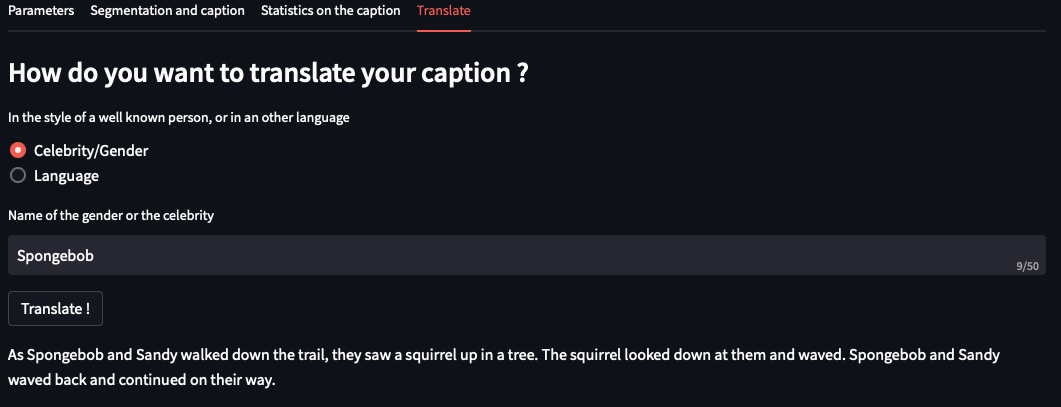 Parameters Segmentation and caption Statistics on the caption Translate
How do you want to translate your caption ?
In the style of a well known person, or in an other language
Celebrity/Gender
Language
Name of the gender or the celebrity
Spongebob
9/50
Translate !
As Spongebob and Sandy walked down the trail, they saw a squirrel up in a tree. The squirrel looked down at them and waved. Spongebob and Sandy
waved back and continued on their way.